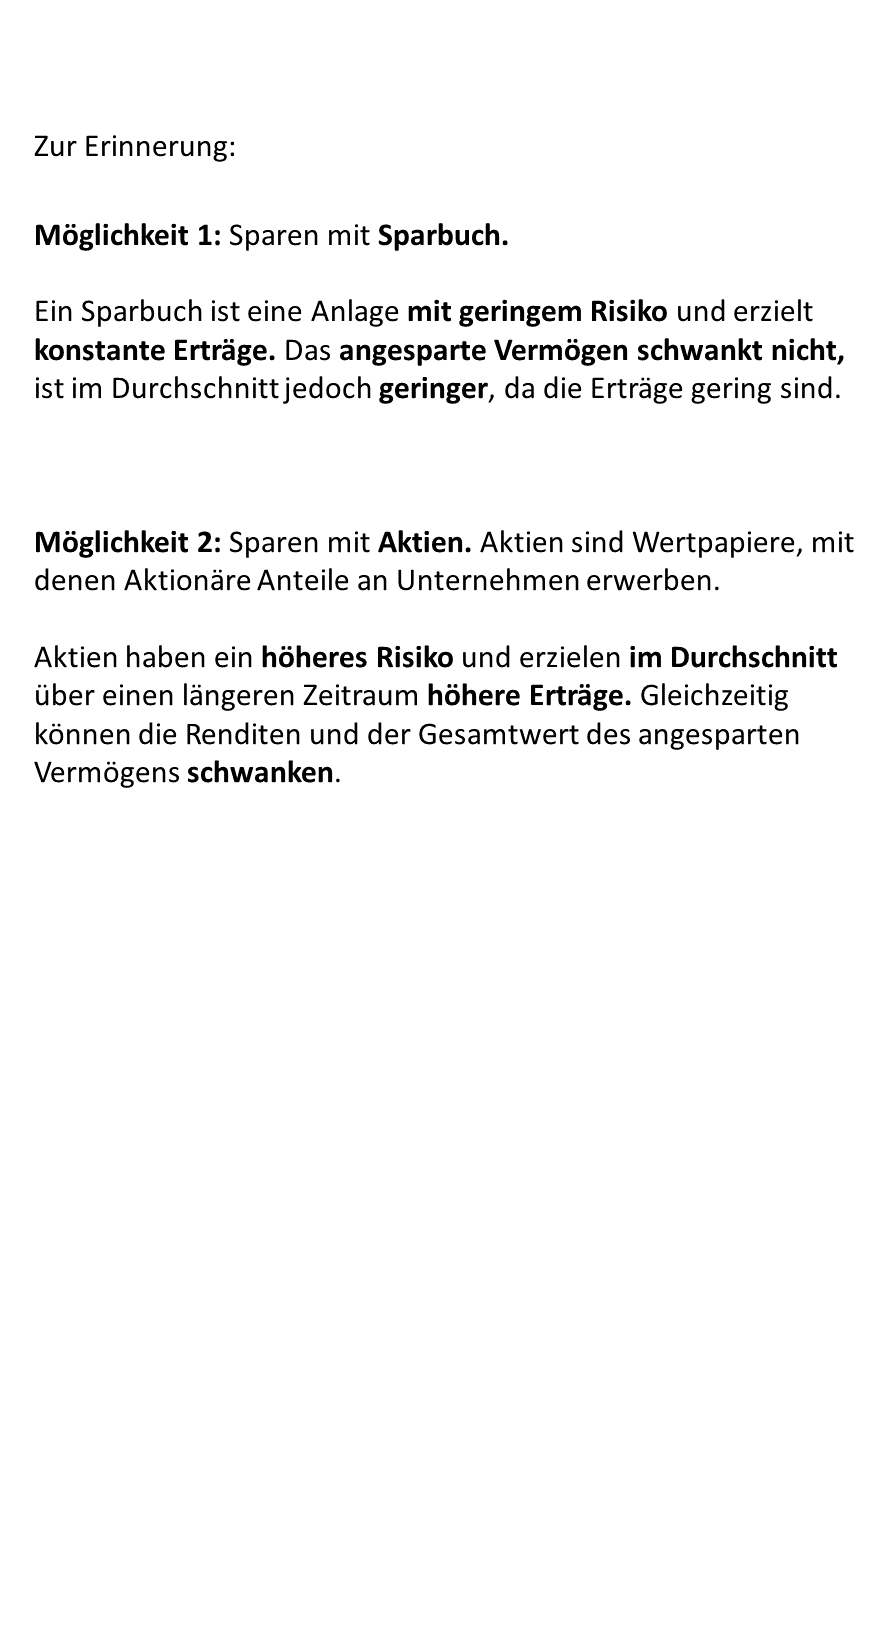 Zur Erinnerung:
Möglichkeit 1: Sparen mit Sparbuch.
Ein Sparbuch ist eine Anlage mit geringem Risiko und erzielt
konstante Erträge. Das angesparte Vermögen schwankt nicht,
ist im Durchschnitt jedoch geringer, da die Erträge gering sind.
Möglichkeit 2: Sparen mit Aktien. Aktien sind Wertpapiere, mit
denen Aktionäre Anteile an Unternehmen erwerben.
Aktien haben ein höheres Risiko und erzielen im Durchschnitt
über einen längeren Zeitraum höhere Erträge. Gleichzeitig
können die Renditen und der Gesamtwert des angesparten
Vermögens schwanken.